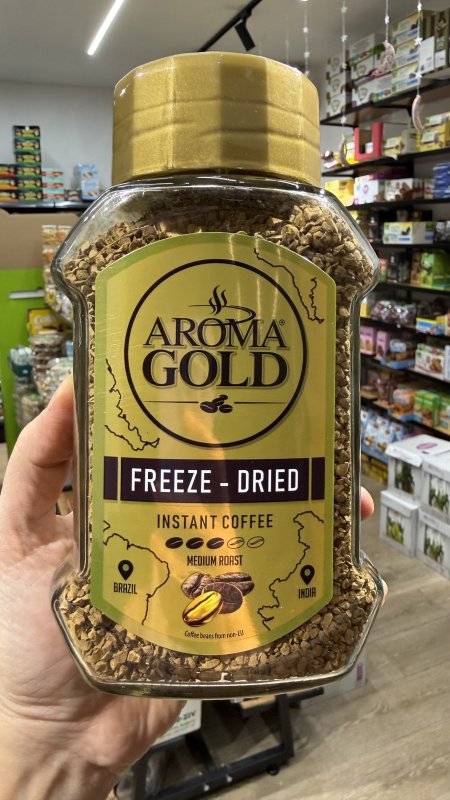 AROMA®
GOLD
FREEZE - DRIED
INSTANT COFFEE
MEDIUM ROAST
BRAZIL
INDIA
Coffee beans from non-EU